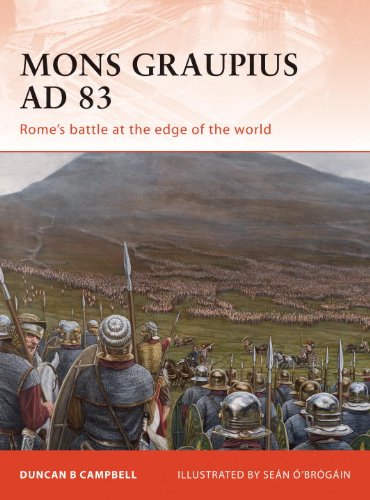 MONS GRAUPIUS
AD 83
Rome's battle at the edge of the world
DUNCAN B CAMPBELL
ILLUSTRATED BY SEÁN Ó'BRÓGÁIN